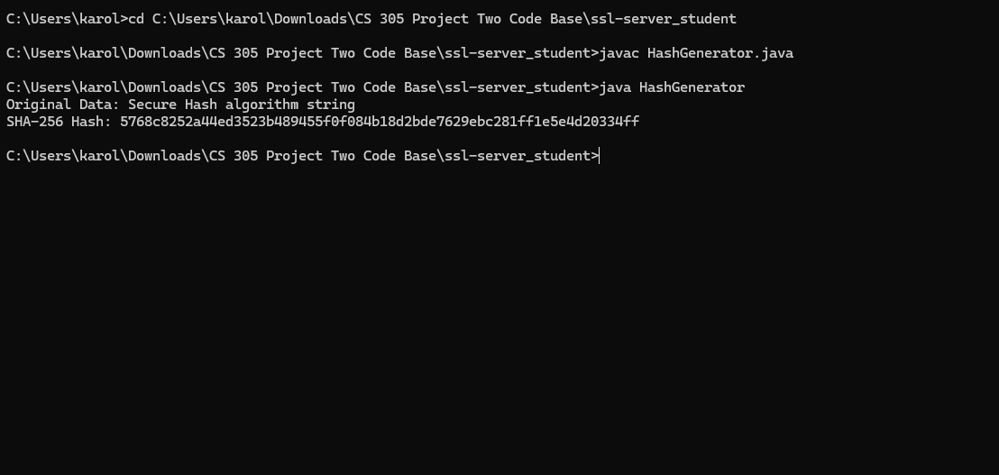 C:\Users\karol>cd C:\Users\karol\Downloads\CS 305 Project Two Code Base\ssl-server_student
C:\Users\karol\Downloads\CS 305 Project Two Code Base\ssl-server_student>javac HashGenerator.java
C:\Users\karol\Downloads\CS 305 Project Two Code Base\ssl-server_student>java HashGenerator
Original Data: Secure Hash algorithm string
SHA-256 Hash: 5768c8252a44ed3523b489455f0f084b18d2bde7629ebc281ff1e5e4d20334ff
C:\Users\karol\Downloads\CS 305 Project Two Code Base\ssl-server_student>